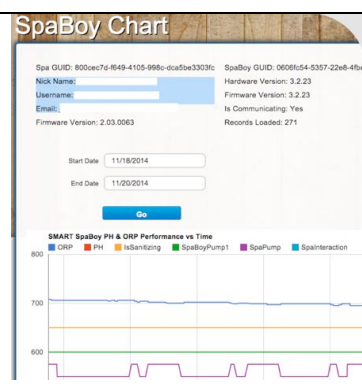 SpaBoy Chart
Spa GUID: 800cec7d-f649-4105-998c-dca5be3303fc
SpaBoy GUID: 0606fc54-5357-22e8-4fbe
Nick Name:
Hardware Version: 3.2.23
Username:
Firmware Version: 3.2.23
Email:
Is Communicating: Yes
Firmware Version: 2.03.0063
Records Loaded: 271
Start Date 11/18/2014
End Date 11/20/2014
Go
SMART SpaBoy PH & ORP Performance vs Time
ORP PH IsSanitizing SpaBoyPump1 SpaPump SpaInteraction
800
700
600